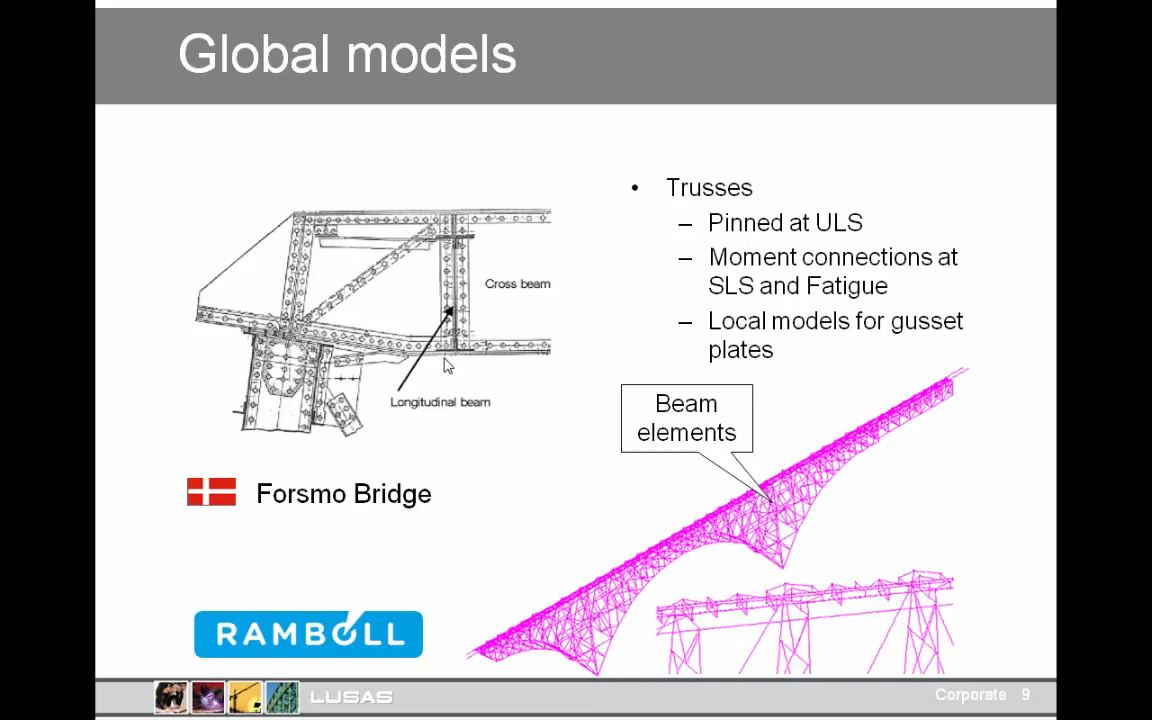 Global models
• Trusses
– Pinned at ULS
– Moment connections at
SLS and Fatigue
– Local models for gusset
plates
Cross beam
Longitudinal beam
Beam
elements
Forsmo Bridge
RAMBOLL
LUSAS
Corporate 9